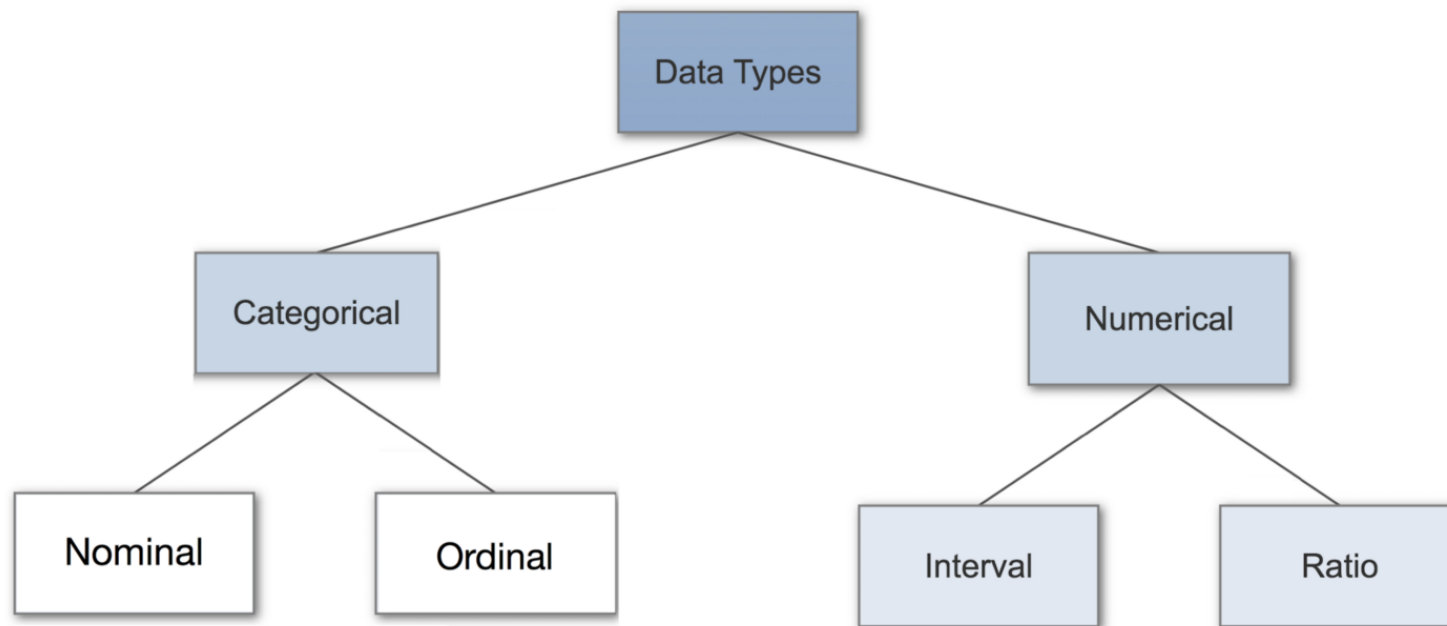 Data Types
Categorical
Numerical
Nominal
Ordinal
Interval
Ratio